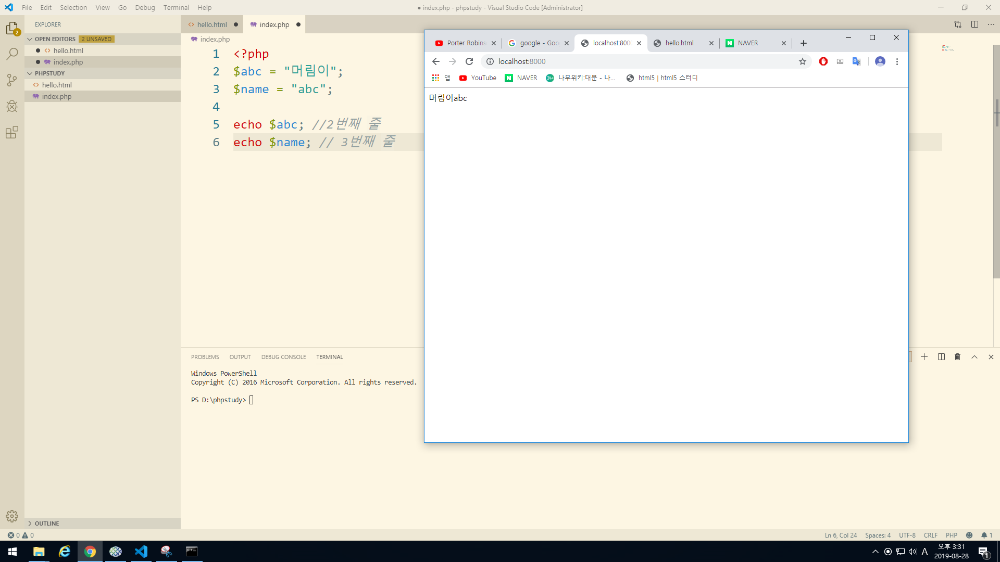 File Edit Selection View Go Debug Terminal Help
● index.php - phpstudy - Visual Studio Code [Administrator]
EXPLORER
OPEN EDITORS 2 UNSAVED
hello.html
index.php
PHPSTUDY
hello.html
index.php
OUTLINE
2
hello.html ● index.php ●
index.php
1 <?php
2 $abc = "머림이";
3 $name = "abc";
4
5 echo $abc; //2번째 줄
6 echo $name; // 3번째 줄
Porter Robins
google - Goo
localhost:8000
hello.html
NAVER
localhost:8000
앱 YouTube NAVER 나무위키:대문 - 나... html5 | html5 스터디
머림이abc
PROBLEMS OUTPUT DEBUG CONSOLE TERMINAL
Windows PowerShell
Copyright (C) 2016 Microsoft Corporation. All rights reserved.
PS D:\phpstudy>
0 0
Ln 6, Col 24 Spaces: 4 UTF-8 CRLF PHP 1
A 오후 3:31
2019-08-28
1